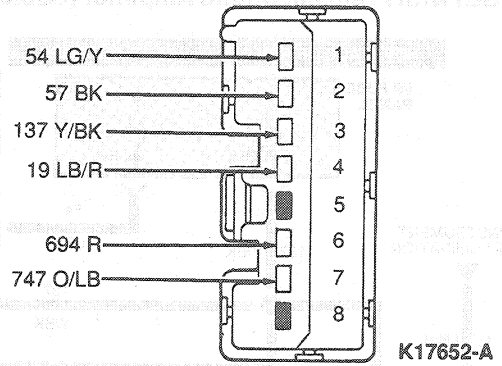 54 LG/Y 1
57 BK 2
137 Y/BK 3
19 LB/R 4
5
694 R 6
747 O/LB 7
8
K17652-A